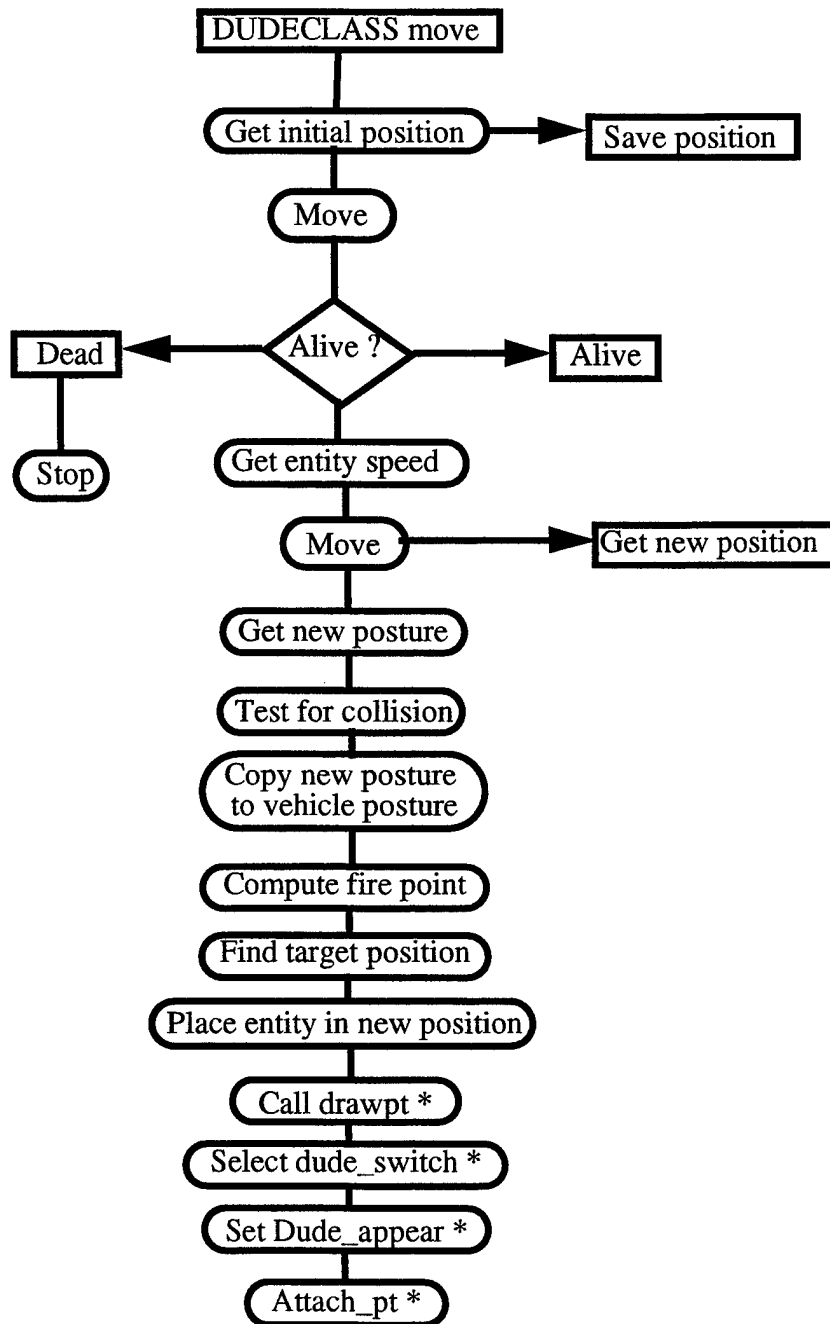 DUDECLASS move
Get initial position
Save position
Move
Alive ?
Dead
Alive
Stop
Get entity speed
Move
Get new position
Get new posture
Test for collision
Copy new posture
to vehicle posture
Compute fire point
Find target position
Place entity in new position
Call drawpt *
Select dude_switch *
Set Dude_appear *
Attach_pt *